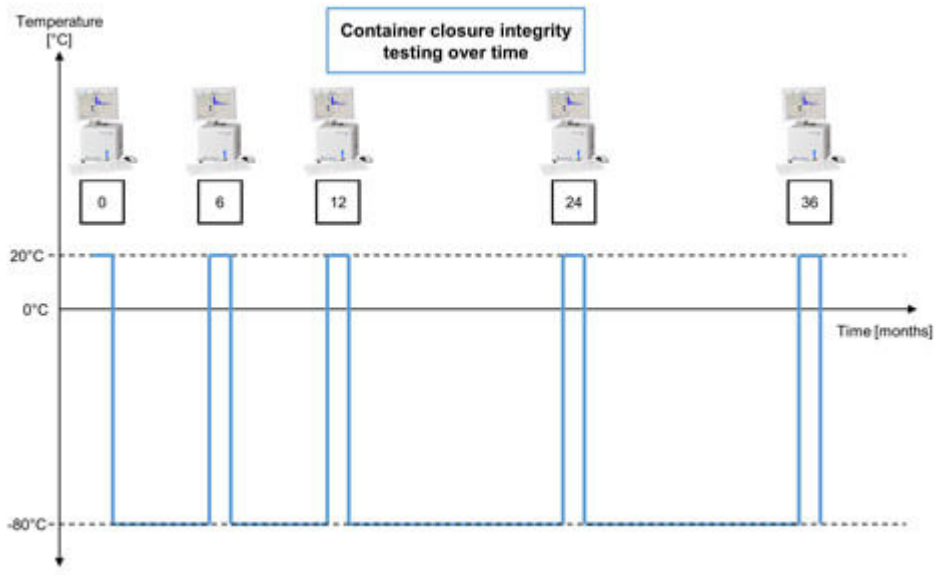 Temperature
[°C]
Container closure integrity
testing over time
0
6
12
24
36
20°C
0°C
Time [months]
-80°C